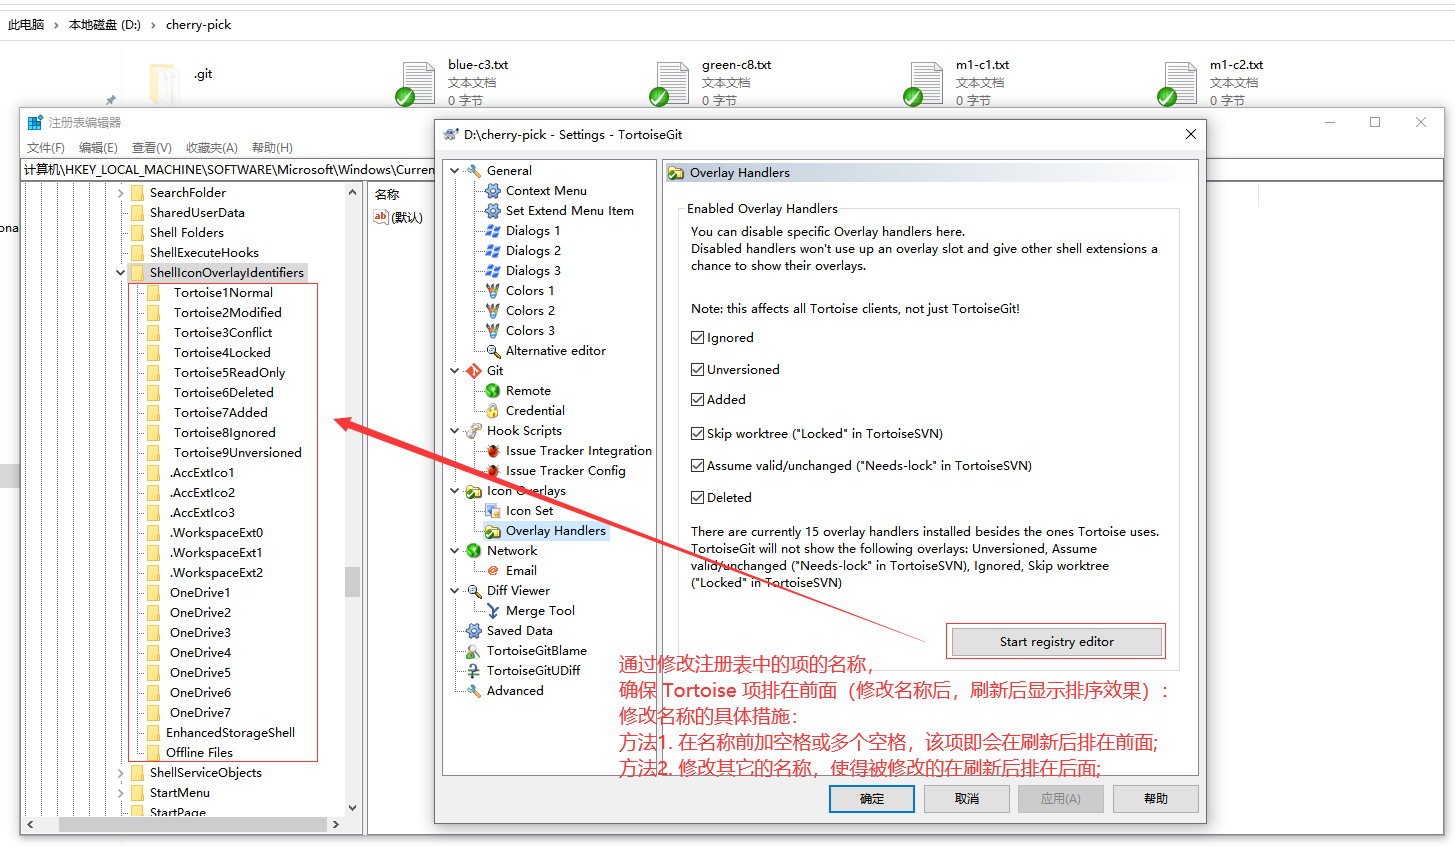 此电脑 › 本地磁盘 (D:) › cherry-pick
.git
blue-c3.txt
文本文档
0 字节
green-c8.txt
文本文档
0 字节
m1-c1.txt
文本文档
0 字节
m1-c2.txt
文本文档
0 字节
注册表编辑器
文件(F) 编辑(E) 查看(V) 收藏夹(A) 帮助(H)
计算机\HKEY_LOCAL_MACHINE\SOFTWARE\Microsoft\Windows\Curren
ona
SearchFolder
SharedUserData
Shell Folders
ShellExecuteHooks
ShellIconOverlayIdentifiers
Tortoise1Normal
Tortoise2Modified
Tortoise3Conflict
Tortoise4Locked
Tortoise5ReadOnly
Tortoise6Deleted
Tortoise7Added
Tortoise8Ignored
Tortoise9Unversioned
.AccExtIco1
.AccExtIco2
.AccExtIco3
.WorkspaceExt0
.WorkspaceExt1
.WorkspaceExt2
OneDrive1
OneDrive2
OneDrive3
OneDrive4
OneDrive5
OneDrive6
OneDrive7
EnhancedStorageShell
Offline Files
ShellServiceObjects
StartMenu
StartPage
名称
ab (默认)
D:\cherry-pick - Settings - TortoiseGit
General
Context Menu
Set Extend Menu Item
Dialogs 1
Dialogs 2
Dialogs 3
Colors 1
Colors 2
Colors 3
Alternative editor
Git
Remote
Credential
Hook Scripts
Issue Tracker Integration
Issue Tracker Config
Icon Overlays
Icon Set
Overlay Handlers
Network
Email
Diff Viewer
Merge Tool
Saved Data
TortoiseGitBlame
TortoiseGitUDiff
Advanced
Overlay Handlers
Enabled Overlay Handlers
You can disable specific Overlay handlers here.
Disabled handlers won't use up an overlay slot and give other shell extensions a
chance to show their overlays.
Note: this affects all Tortoise clients, not just TortoiseGit!
Ignored
Unversioned
Added
Skip worktree ("Locked" in TortoiseSVN)
Assume valid/unchanged ("Needs-lock" in TortoiseSVN)
Deleted
There are currently 15 overlay handlers installed besides the ones Tortoise uses.
TortoiseGit will not show the following overlays: Unversioned, Assume
valid/unchanged ("Needs-lock" in TortoiseSVN), Ignored, Skip worktree
("Locked" in TortoiseSVN)
Start registry editor
通过修改注册表中的项的名称，
确保 Tortoise 项排在前面（修改名称后，刷新后显示排序效果）：
修改名称的具体措施：
方法1. 在名称前加空格或多个空格，该项即会在刷新后排在前面;
方法2. 修改其它的名称，使得被修改的在刷新后排在后面;
确定 取消 应用(A) 帮助